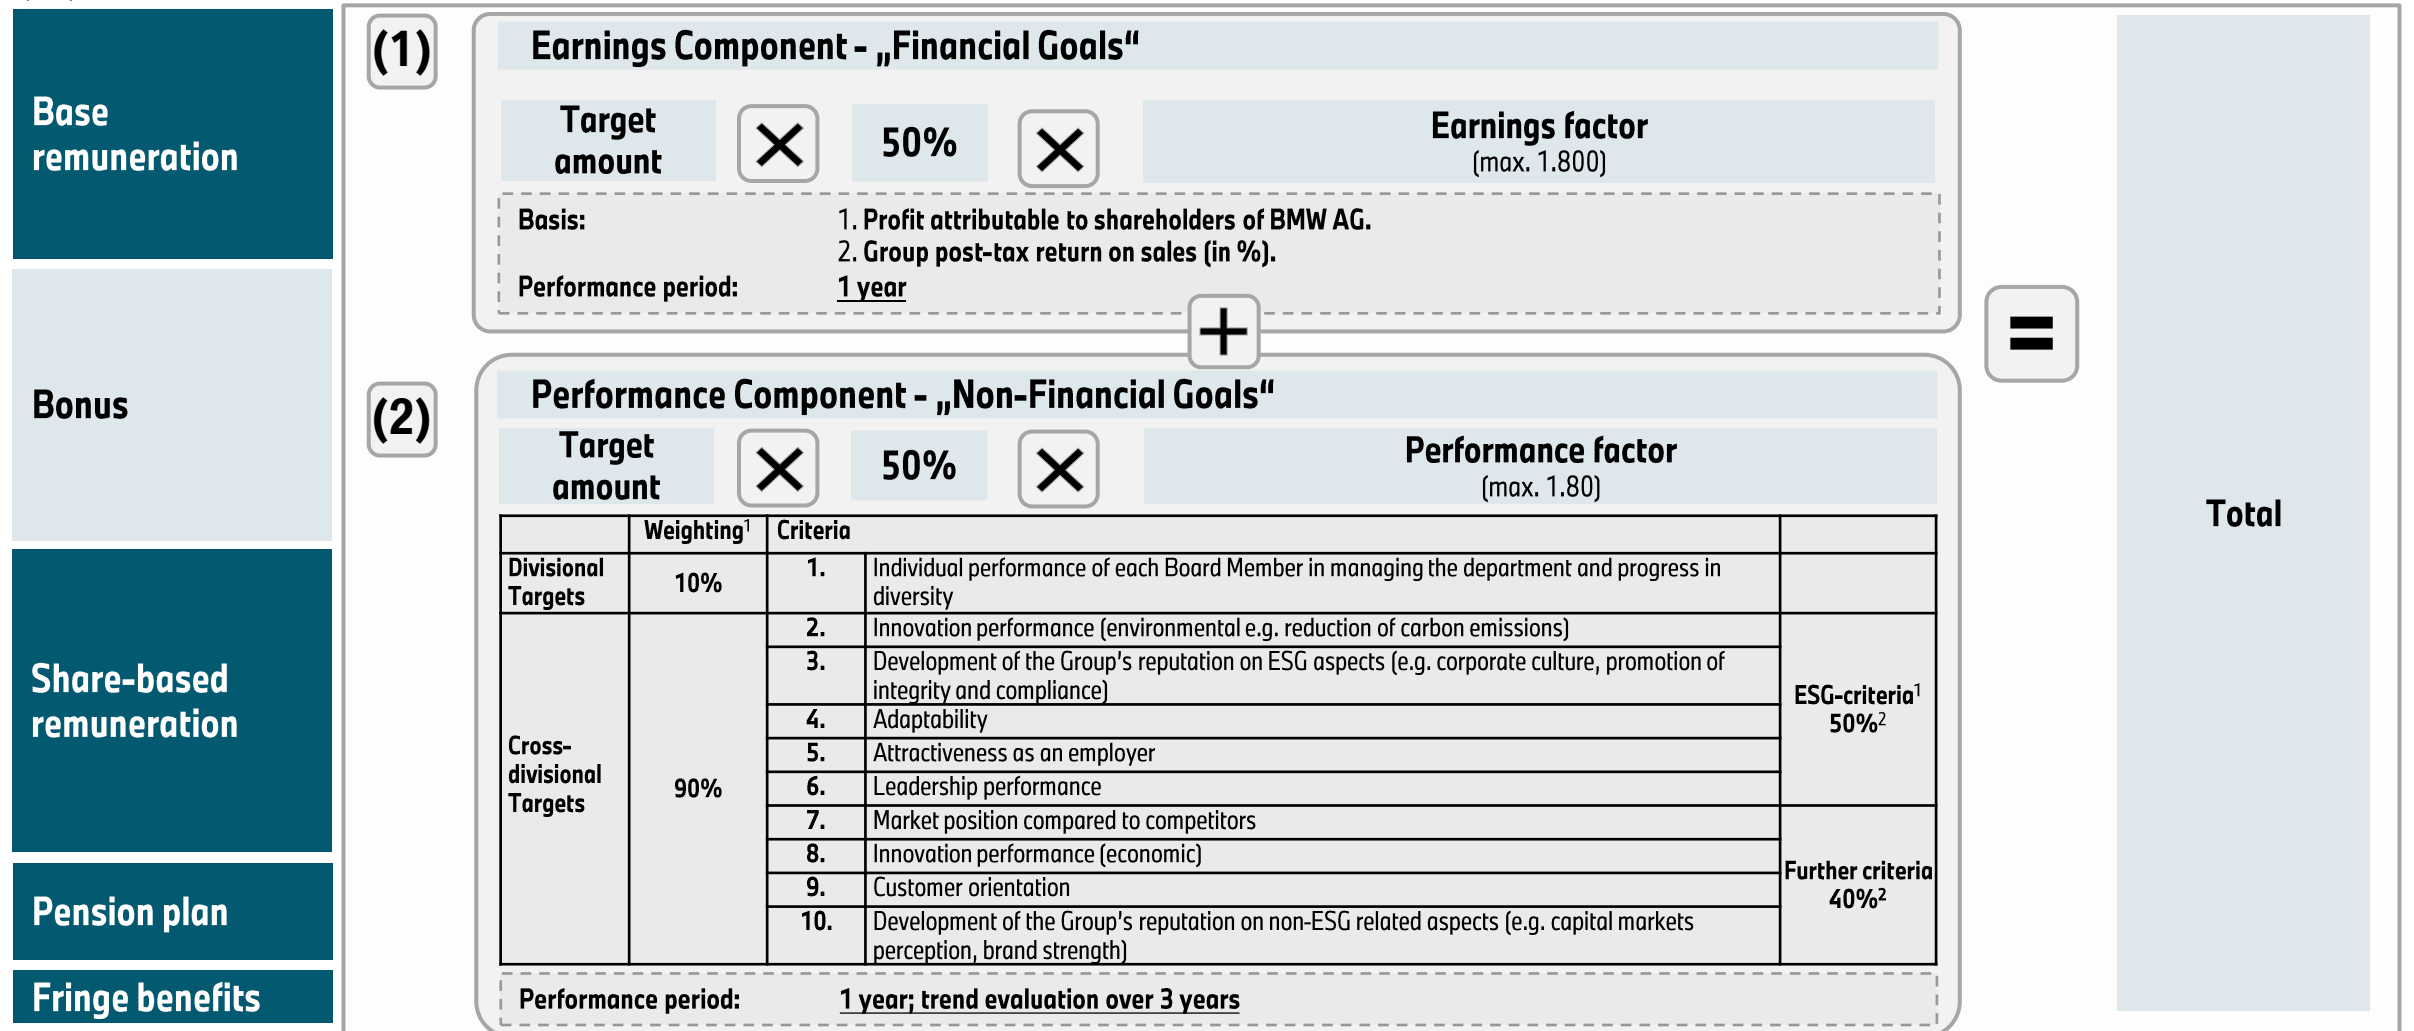 Base
remuneration
Bonus
Share-based
remuneration
Pension plan
Fringe benefits
(1)
Earnings Component - „Financial Goals“
Target
amount
×
50%
×
Earnings factor
(max. 1.800)
Basis:
1. Profit attributable to shareholders of BMW AG.
2. Group post-tax return on sales (in %).
Performance period:
1 year
+
(2)
Performance Component - „Non-Financial Goals“
Target
amount
×
50%
×
Performance factor
(max. 1.80)
Weighting¹ Criteria
Divisional
Targets
10%
1. Individual performance of each Board Member in managing the department and progress in
diversity
Cross-
divisional
Targets
90%
2. Innovation performance (environmental e.g. reduction of carbon emissions)
3. Development of the Group's reputation on ESG aspects (e.g. corporate culture, promotion of
integrity and compliance)
4. Adaptability
5. Attractiveness as an employer
6. Leadership performance
ESG-criteria¹
50%²
7. Market position compared to competitors
8. Innovation performance (economic)
9. Customer orientation
10. Development of the Group's reputation on non-ESG related aspects (e.g. capital markets
perception, brand strength)
Further criteria
40%²
Performance period:
1 year; trend evaluation over 3 years
=
Total